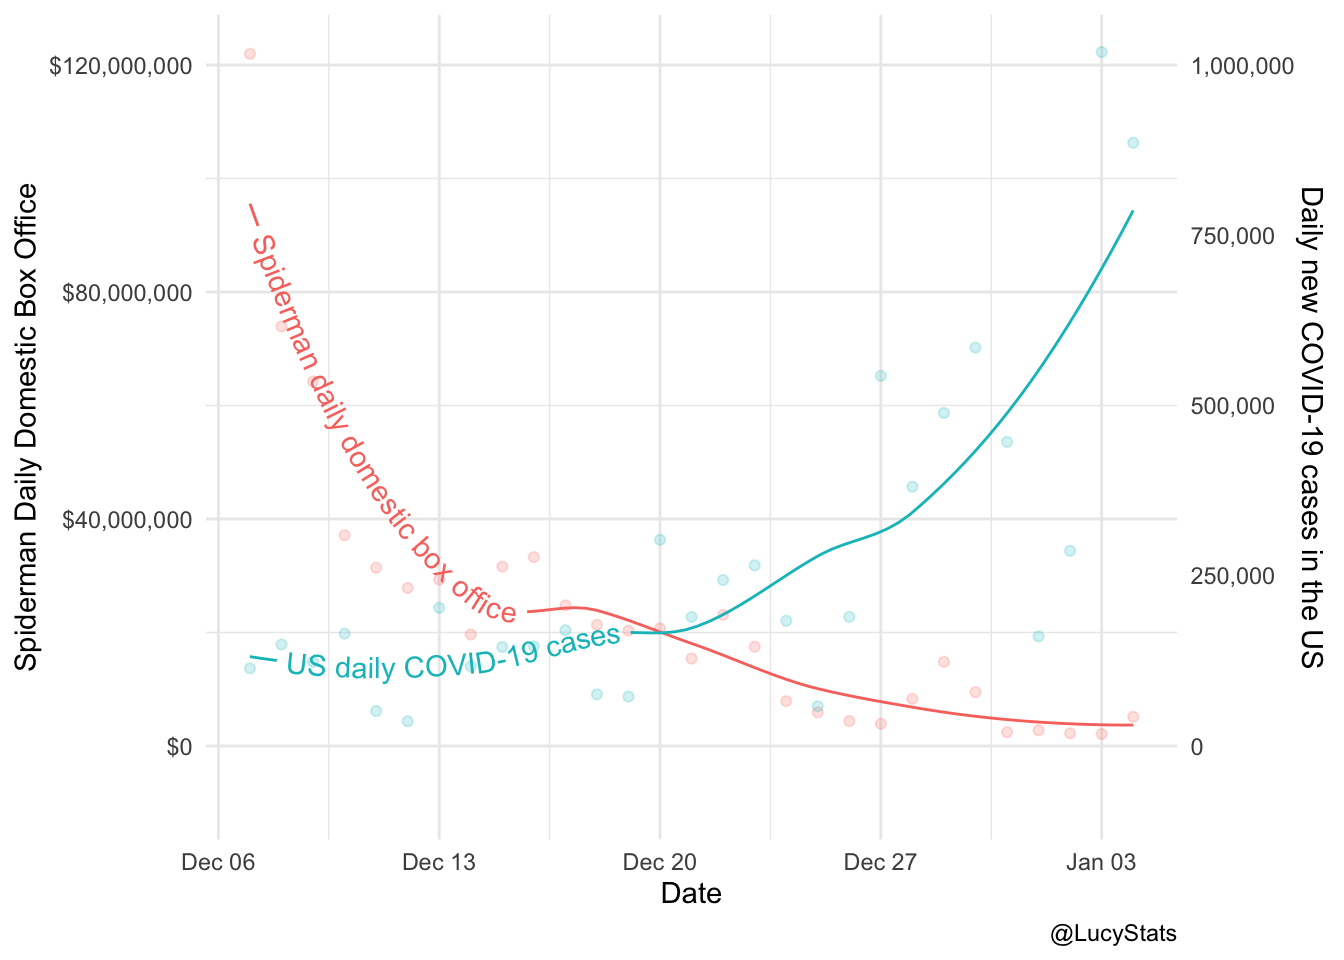 $120,000,000
$80,000,000
$40,000,000
$0
Spiderman Daily Domestic Box Office
Spiderman daily domestic box office
US daily COVID-19 cases
1,000,000
750,000
500,000
250,000
0
Daily new COVID-19 cases in the US
Dec 06
Dec 13
Dec 20
Dec 27
Jan 03
Date
@LucyStats